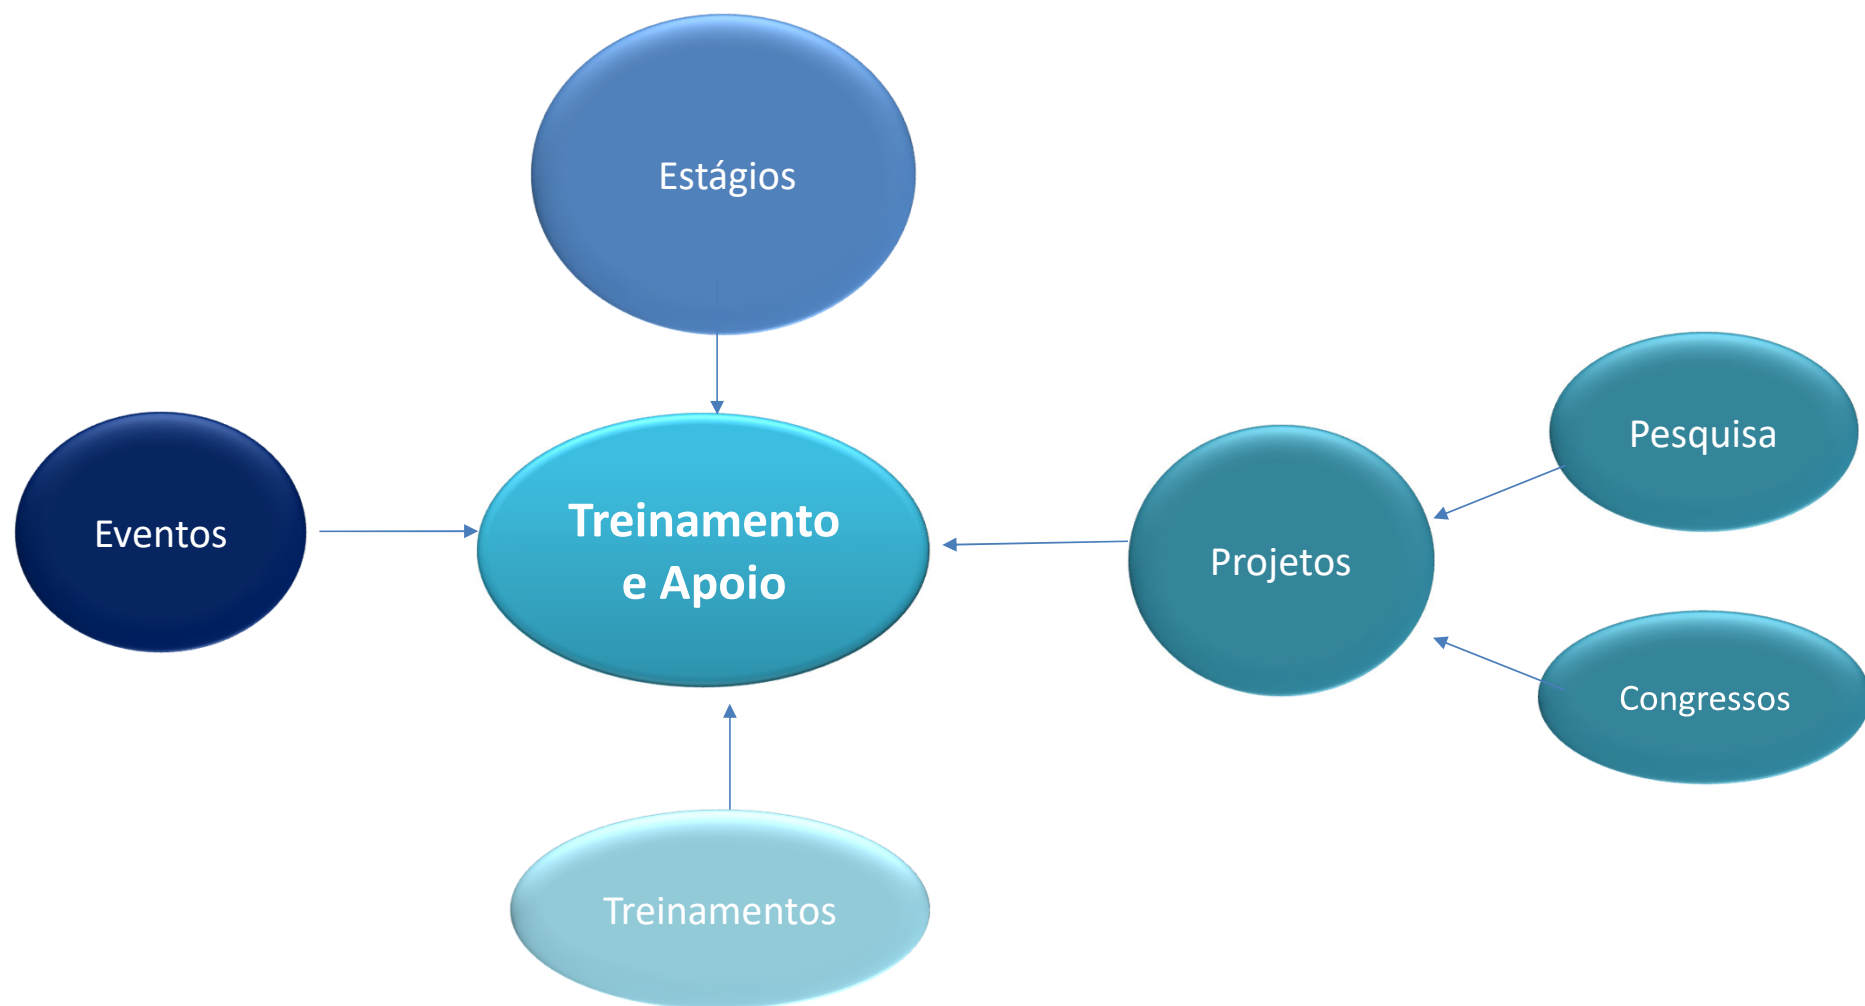 Estágios
Eventos
Treinamento
e Apoio
Projetos
Pesquisa
Congressos
Treinamentos